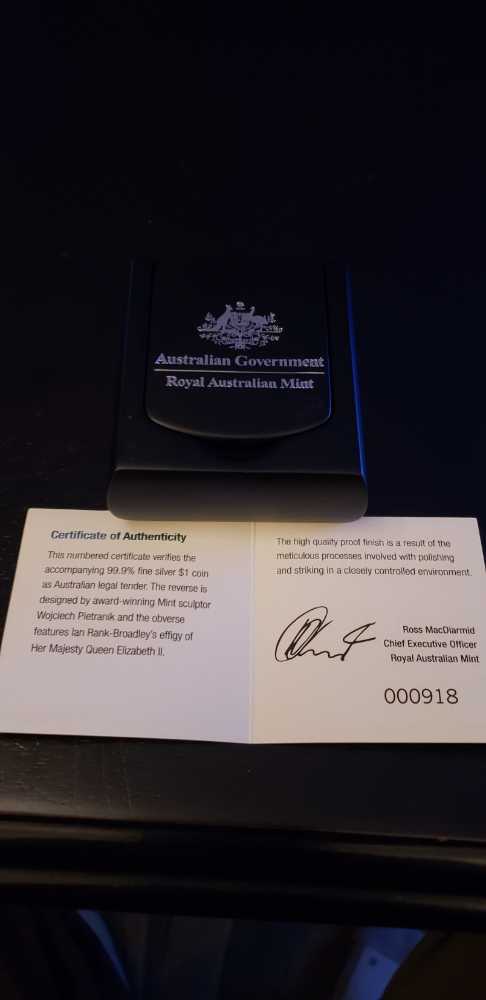 Australian Government
Royal Australian Mint
Certificate of Authenticity
This numbered certificate verifies the
accompanying 99.9% fine silver $1 coin
as Australian legal tender. The reverse is
designed by award-winning Mint sculptor
Wojciech Pietranik and the obverse
features Ian Rank-Broadley's effigy of
Her Majesty Queen Elizabeth II.
The high quality proof finish is a result of the
meticulous processes involved with polishing
and striking in a closely controlled environment.
Ross MacDiarmid
Chief Executive Officer
Royal Australian Mint
000918